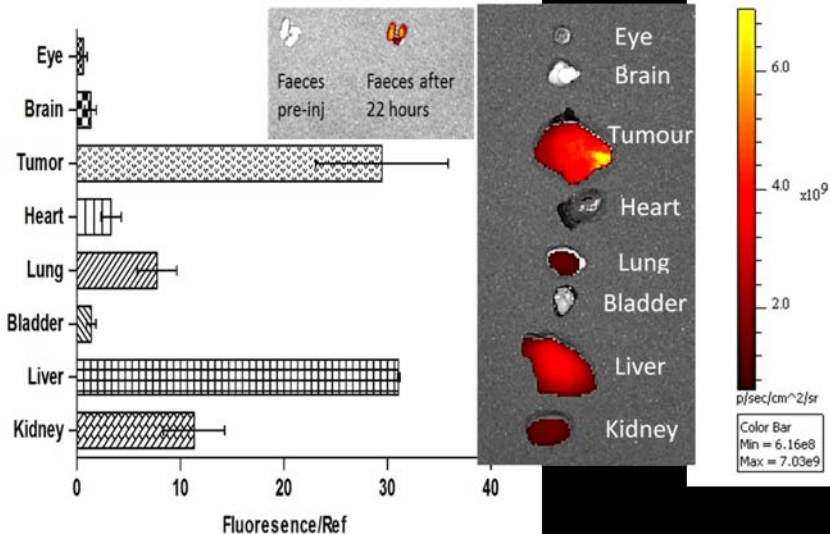 Eye
Brain
Tumor
Heart
Lung
Bladder
Liver
Kidney
0
10
20
30
40
Fluoresence/Ref
Faeces
pre-inj
Faeces after
22 hours
Eye
Brain
Tumour
Heart
Lung
Bladder
Liver
Kidney
6.0
4.0
x10^9
2.0
p/sec/cm^2/sr
Color Bar
Min = 6.16e8
Max = 7.03e9